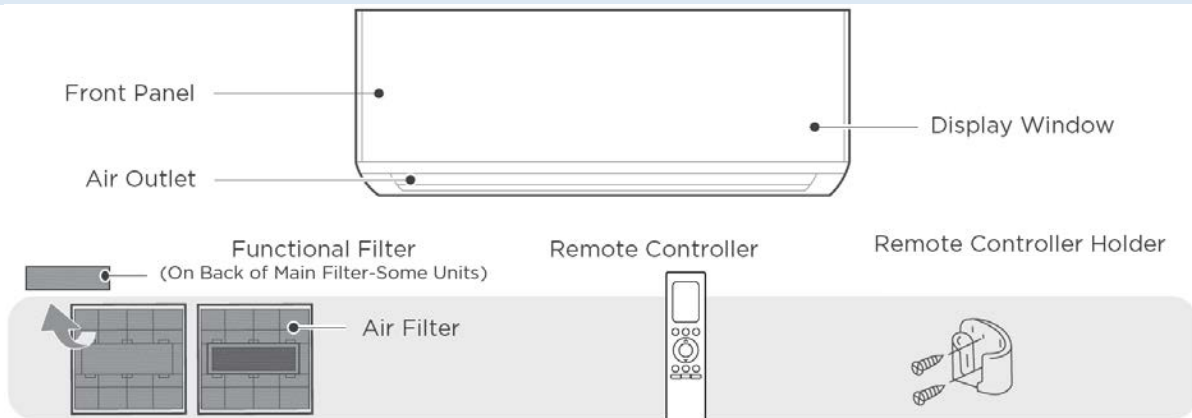 Front Panel
Display Window
Air Outlet
Functional Filter
(On Back of Main Filter-Some Units)
Remote Controller
Remote Controller Holder
Air Filter